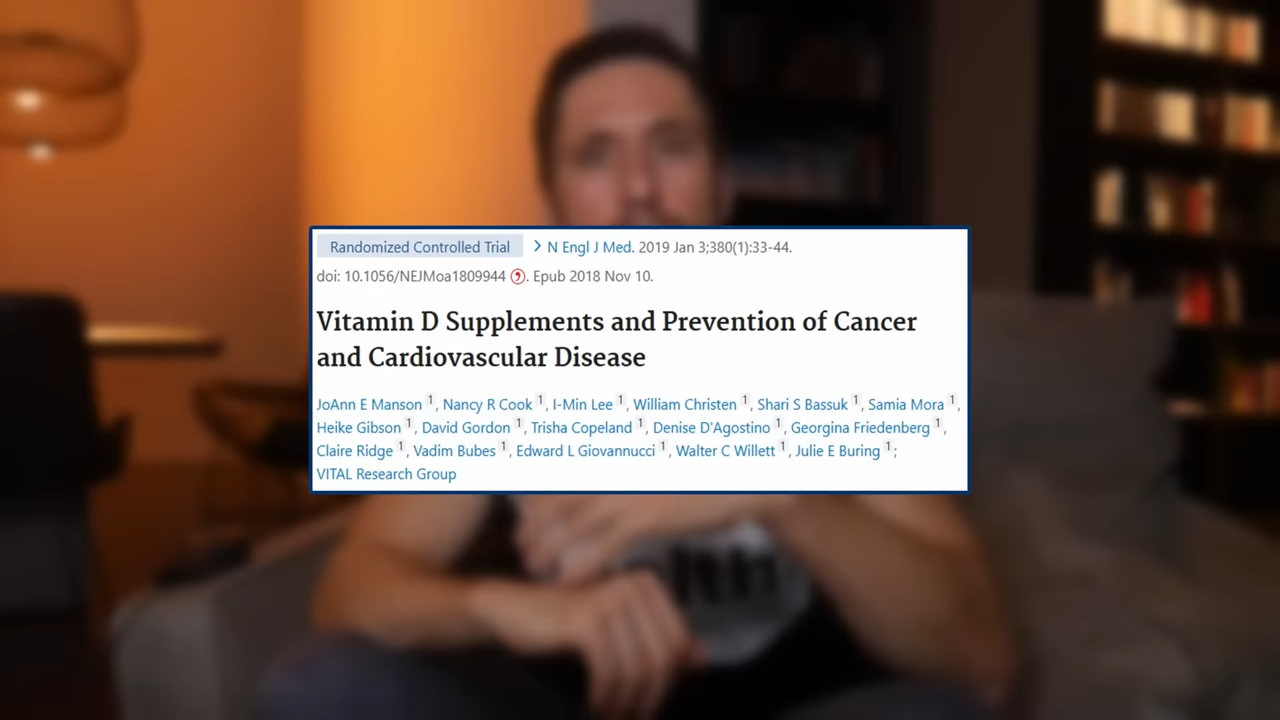 Randomized Controlled Trial > N Engl J Med. 2019 Jan 3;380(1):33-44.
doi: 10.1056/NEJMoa1809944. Epub 2018 Nov 10.
Vitamin D Supplements and Prevention of Cancer
and Cardiovascular Disease
JoAnn E Manson 1, Nancy R Cook 1, I-Min Lee 1, William Christen 1, Shari S Bassuk 1, Samia Mora 1,
Heike Gibson 1, David Gordon 1, Trisha Copeland 1, Denise D'Agostino 1, Georgina Friedenberg 1,
Claire Ridge 1, Vadim Bubes 1, Edward L Giovannucci 1, Walter C Willett 1, Julie E Buring 1;
VITAL Research Group